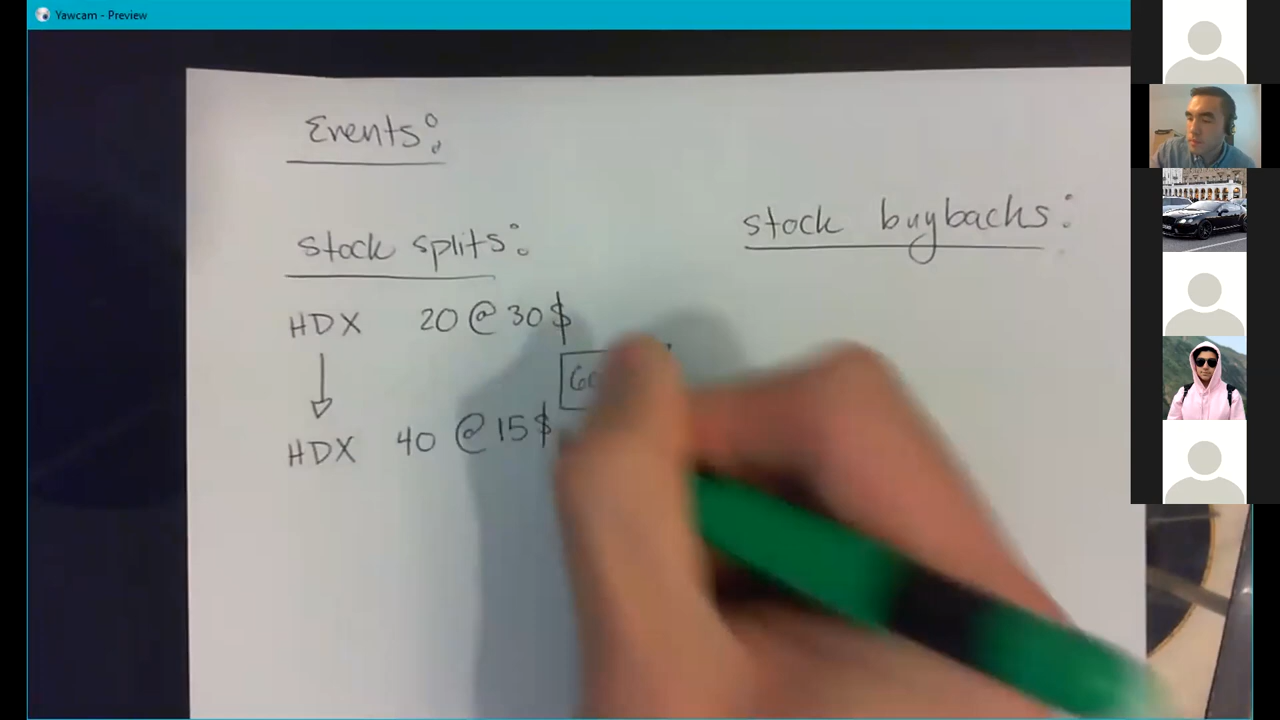 Yawcam - Preview
Events:
stock splits:
HDX 20 @ 30$
HDX 40 @ 15$
stock buybacks: